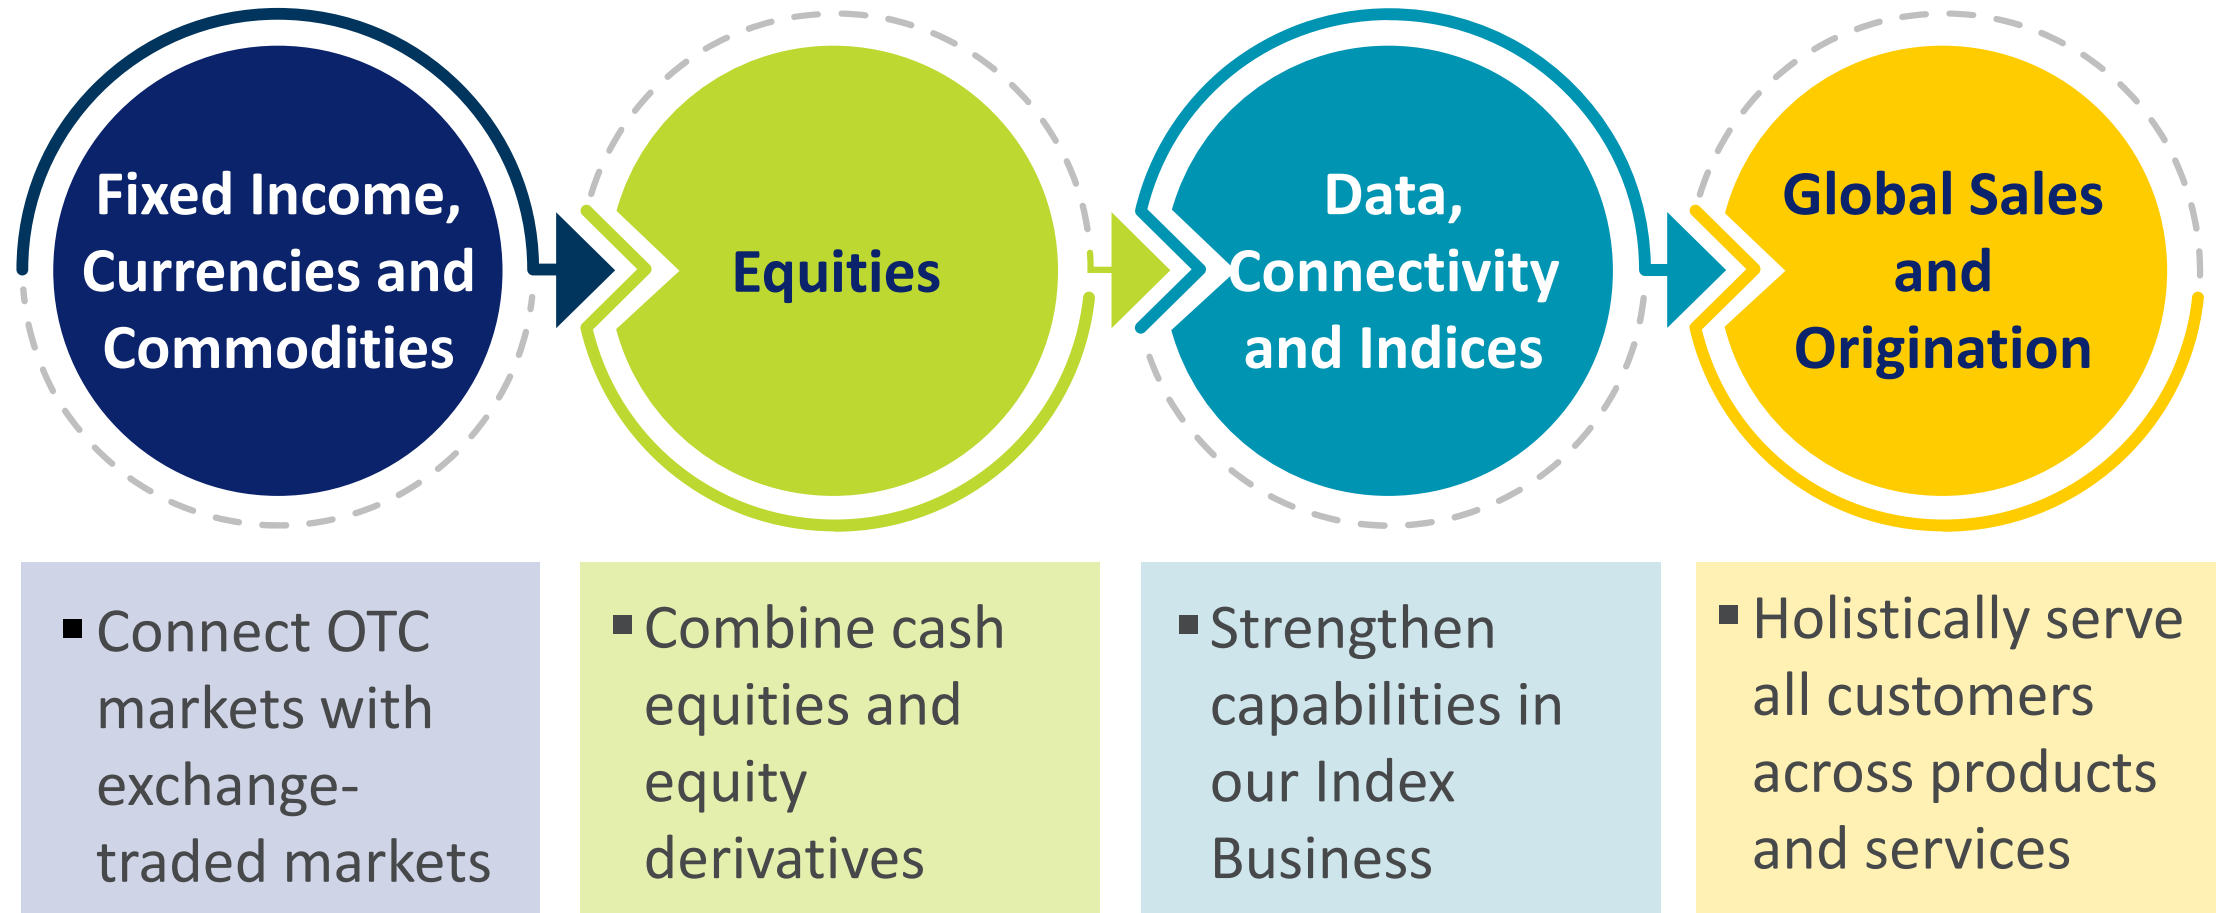 Fixed Income,
Currencies and
Commodities
Equities
Data,
Connectivity
and Indices
Global Sales
and
Origination
▪ Connect OTC
markets with
exchange-
traded markets
▪ Combine cash
equities and
equity
derivatives
▪ Strengthen
capabilities in
our Index
Business
▪ Holistically serve
all customers
across products
and services